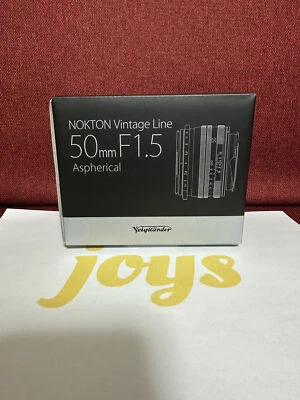 NOKTON Vintage Line
50mm F1.5
Aspherical
Voigtländer
joys